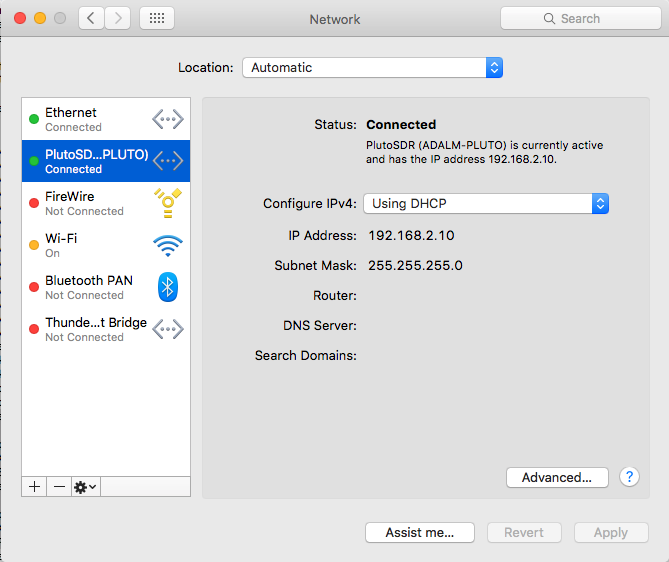 Network
Search
Location: Automatic
Ethernet
Connected
PlutoSD...PLUTO)
Connected
FireWire
Not Connected
Wi-Fi
On
Bluetooth PAN
Not Connected
Thunde...t Bridge
Not Connected
Status: Connected
PlutoSDR (ADALM-PLUTO) is currently active
and has the IP address 192.168.2.10.
Configure IPv4: Using DHCP
IP Address: 192.168.2.10
Subnet Mask: 255.255.255.0
Router:
DNS Server:
Search Domains:
Advanced... ?
Assist me... Revert Apply